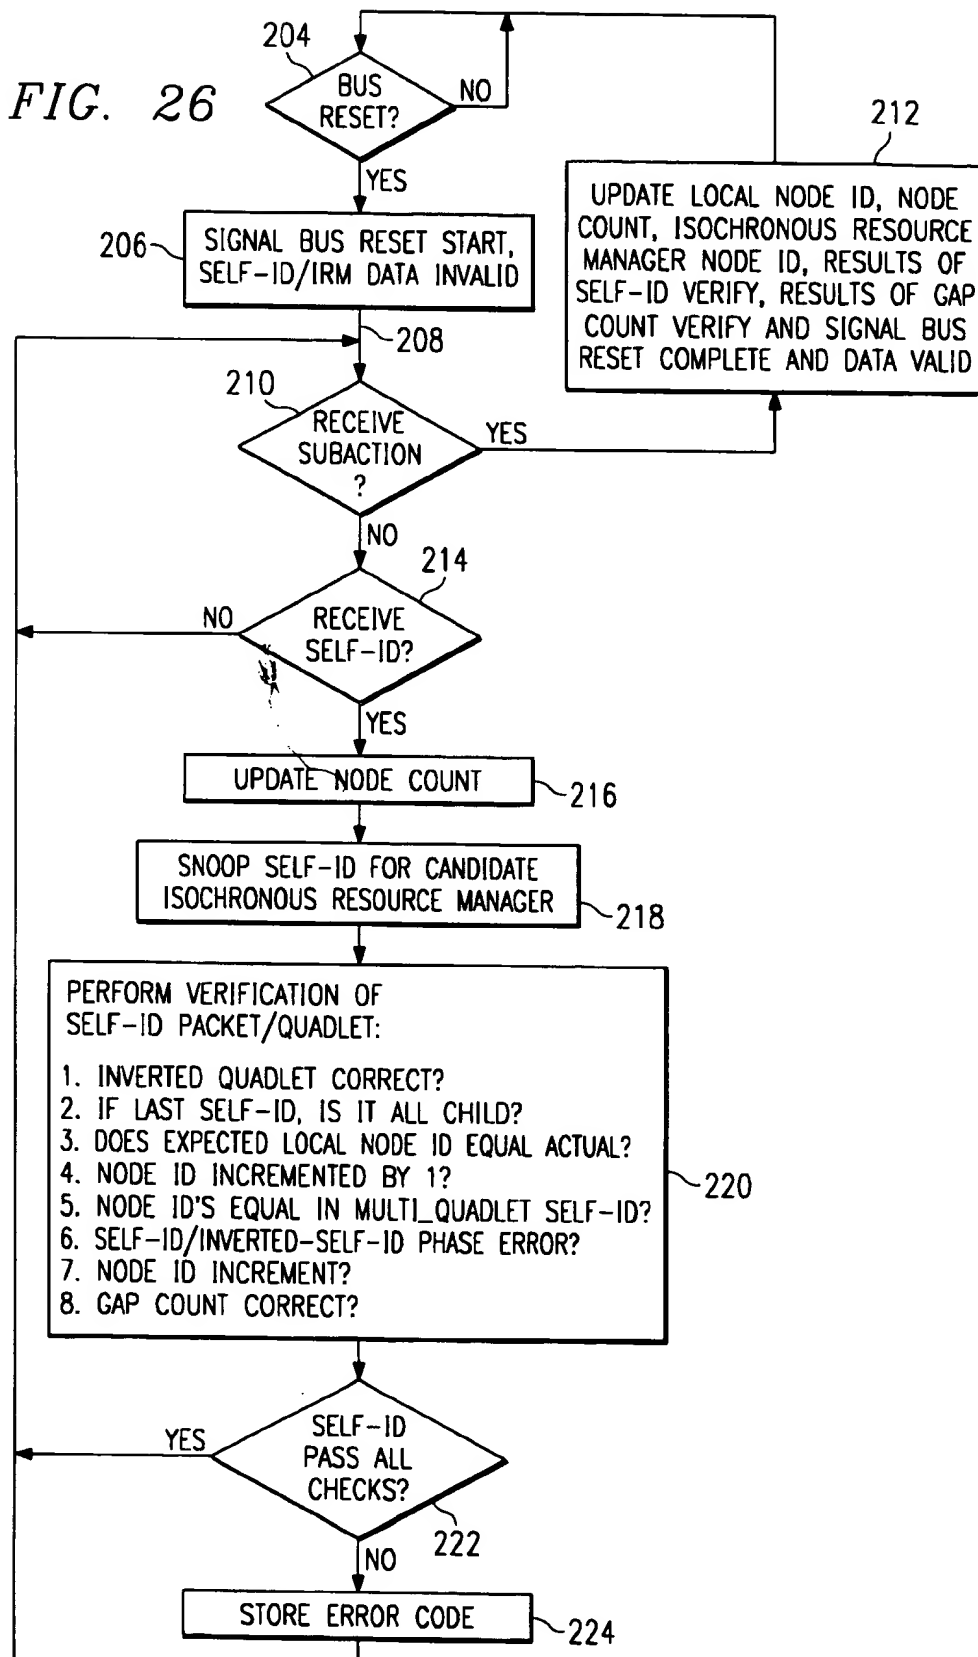 FIG. 26
204
BUS
RESET?
NO
YES
212
UPDATE LOCAL NODE ID, NODE
COUNT, ISOCHRONOUS RESOURCE
MANAGER NODE ID, RESULTS OF
SELF-ID VERIFY, RESULTS OF GAP
COUNT VERIFY AND SIGNAL BUS
RESET COMPLETE AND DATA VALID
206
SIGNAL BUS RESET START,
SELF-ID/IRM DATA INVALID
208
210
RECEIVE
SUBACTION
?
YES
NO
214
RECEIVE
SELF-ID?
NO
YES
UPDATE NODE COUNT
216
SNOOP SELF-ID FOR CANDIDATE
ISOCHRONOUS RESOURCE MANAGER
218
PERFORM VERIFICATION OF
SELF-ID PACKET/QUADLET:
1. INVERTED QUADLET CORRECT?
2. IF LAST SELF-ID, IS IT ALL CHILD?
3. DOES EXPECTED LOCAL NODE ID EQUAL ACTUAL?
4. NODE ID INCREMENTED BY 1?
5. NODE ID'S EQUAL IN MULTI_QUADLET SELF-ID?
6. SELF-ID/INVERTED-SELF-ID PHASE ERROR?
7. NODE ID INCREMENT?
8. GAP COUNT CORRECT?
220
SELF-ID
PASS ALL
CHECKS?
YES
222
NO
STORE ERROR CODE
224